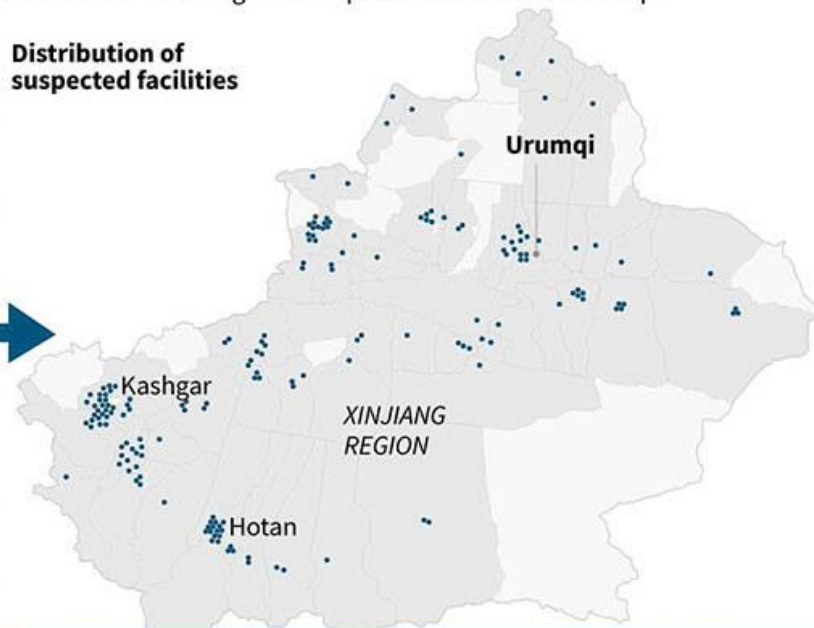 Distribution of
suspected facilities
Urumqi
Kashgar
XINJIANG
REGION
Hotan